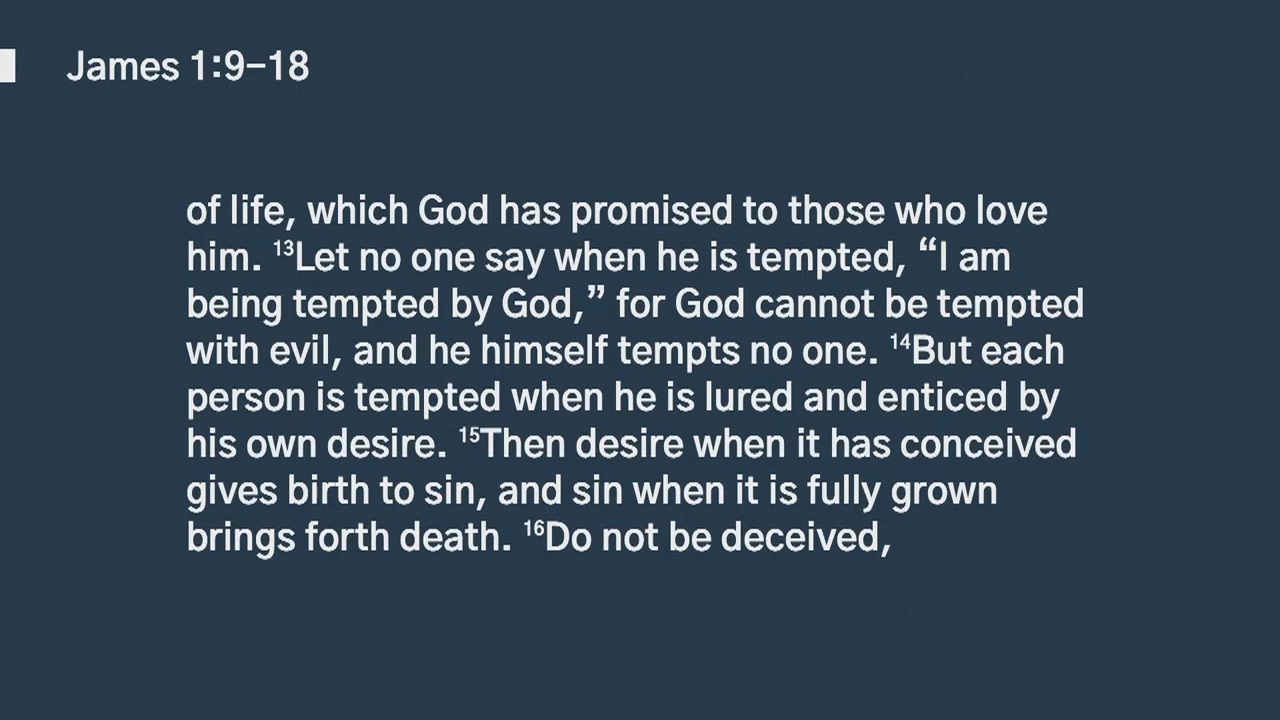 James 1:9–18
of life, which God has promised to those who love
him. ¹³Let no one say when he is tempted, “I am
being tempted by God,” for God cannot be tempted
with evil, and he himself tempts no one. ¹⁴But each
person is tempted when he is lured and enticed by
his own desire. ¹⁵Then desire when it has conceived
gives birth to sin, and sin when it is fully grown
brings forth death. ¹⁶Do not be deceived,